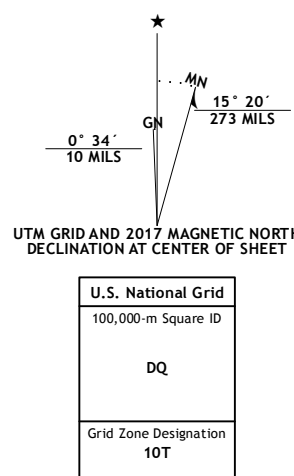 MN
15° 20´
273 MILS
GN
0° 34´
10 MILS
UTM GRID AND 2017 MAGNETIC NORTH
DECLINATION AT CENTER OF SHEET
U.S. National Grid
100,000-m Square ID
DQ
Grid Zone Designation
10T